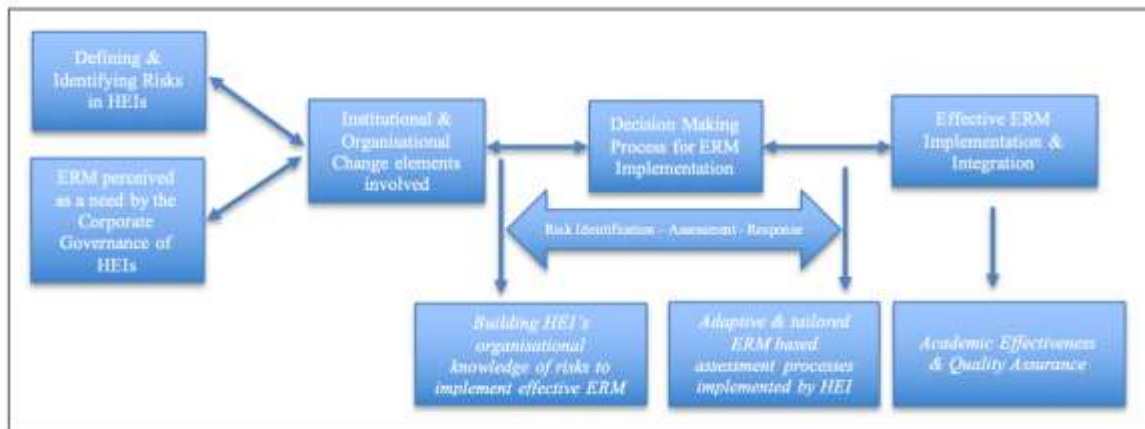 Defining &
Identifying Risks
in HEIs
ERM perceived
as a need by the
Corporate
Governance of
HEIs
Institutional &
Organisational
Change elements
involved
Decision Making
Process for ERM
Implementation
Effective ERM
Implementation &
Integration
Risk Identification - Assessment - Response
Building HEI's
organisational
knowledge of risks to
implement effective ERM
Adaptive & tailored
ERM based
assessment processes
implemented by HEI
Academic Effectiveness
& Quality Assurance